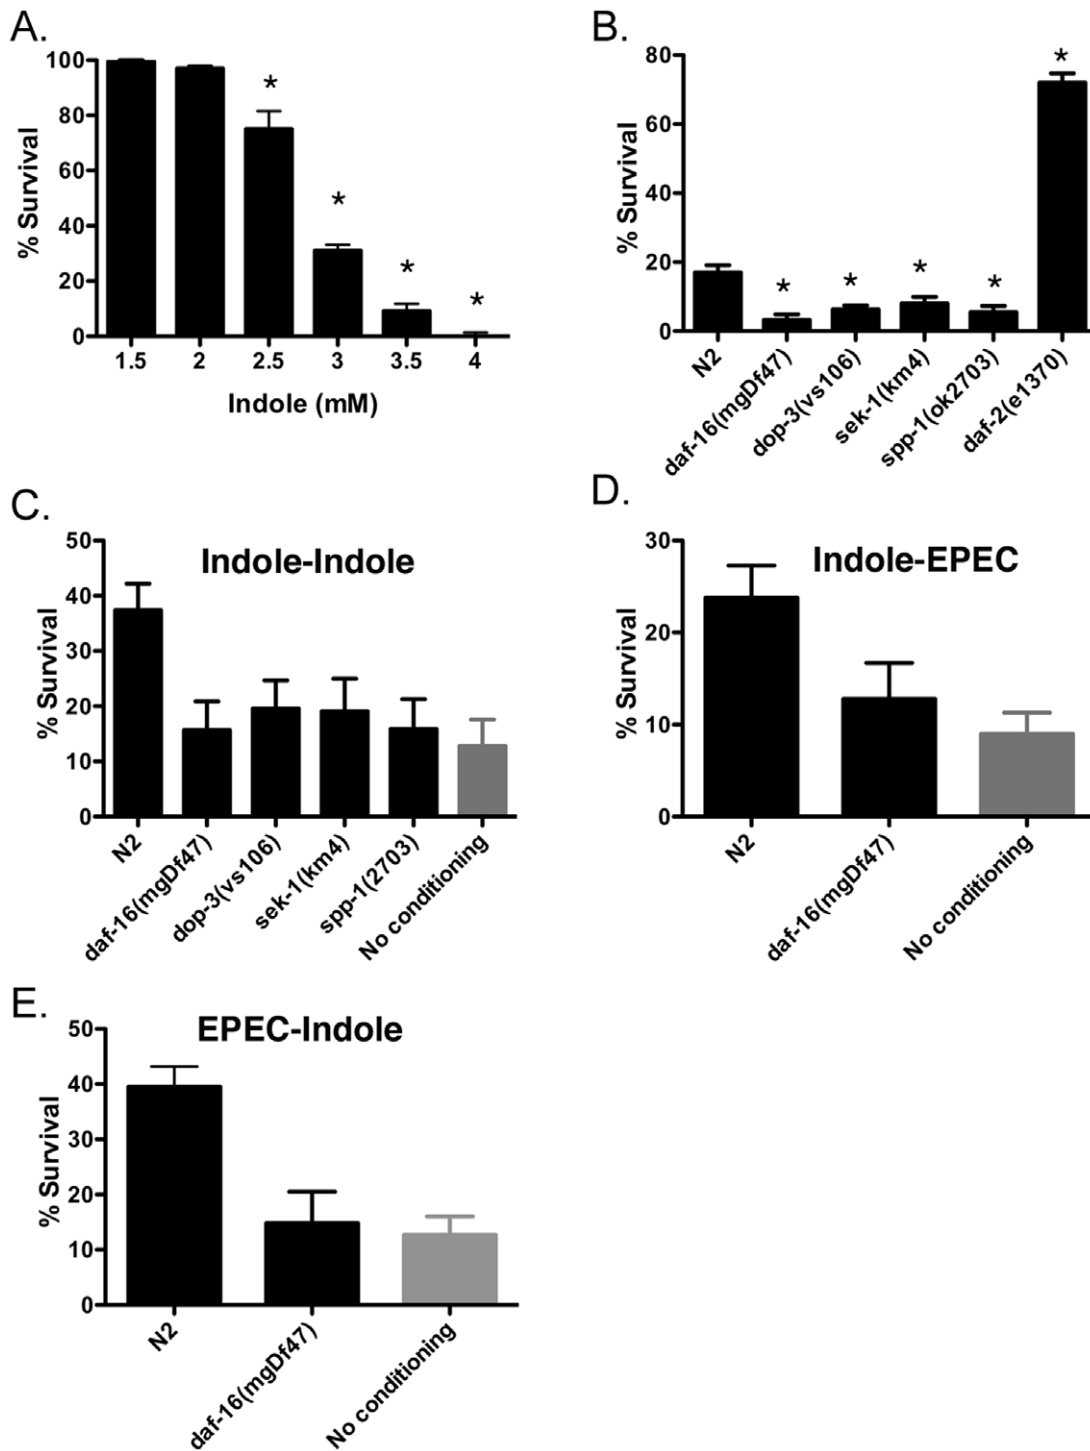 A.
% Survival
100
80
60
40
20
0
*
*
*
*
1.5 2 2.5 3 3.5 4
Indole (mM)
B.
% Survival
80
60
40
20
0
*
*
*
*
*
N2
daf-16(mgDf47)
dop-3(vs106)
sek-1(km4)
spp-1(ok2703)
daf-2(e1370)
C.
Indole-Indole
% Survival
50
40
30
20
10
0
N2
daf-16(mgDf47)
dop-3(vs106)
sek-1(km4)
spp-1(2703)
No conditioning
D.
Indole-EPEC
% Survival
30
20
10
0
N2
daf-16(mgDf47)
No conditioning
E.
EPEC-Indole
% Survival
50
40
30
20
10
0
N2
daf-16(mgDf47)
No conditioning